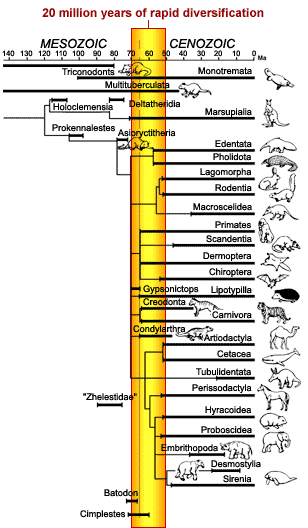 20 million years of rapid diversification
MESOZOIC CENOZOIC
140 130 120 110 100 90 80 70 60 50 40 30 20 10 0 Ma
Triconodonts
Monotremata
Multituberculata
Holoclemensia
Deltatheridia
Marsupialia
Prokennalestes
Asioryctitheria
Edentata
Pholidota
Lagomorpha
Rodentia
Macroscelidea
Primates
Scandentia
Dermoptera
Chiroptera
Gypsonictops
Lipotyphla
Creodonta
Carnivora
Condylarthra
Artiodactyla
Cetacea
Tubulidentata
Perissodactyla
"Zhelestidae"
Hyracoidea
Proboscidea
Embrithopoda
Desmostylia
Sirenia
Batodon
Cimplestes